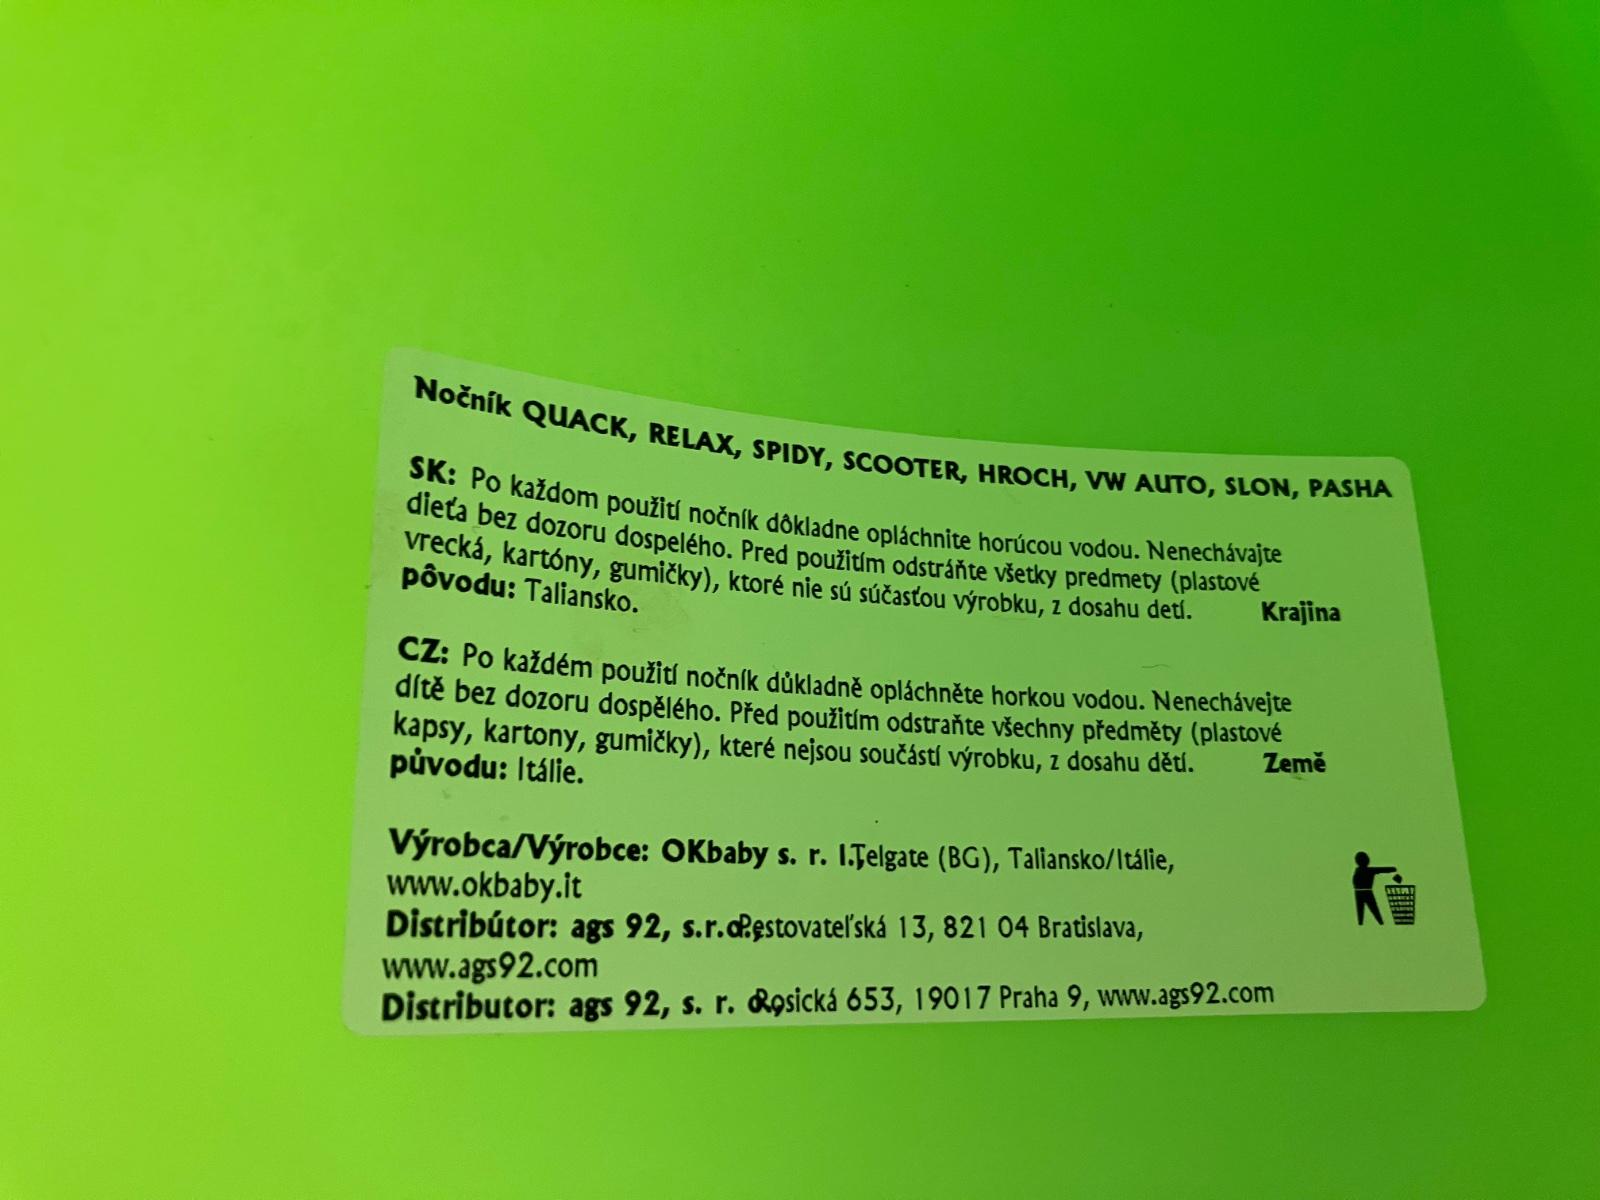 Nočník QUACK, RELAX, SPIDY, SCOOTER, HROCH, VW AUTO, SLON, PASHA
SK: Po každom použití nočník dôkladne opláchnite horúcou vodou. Nenechávajte
dieťa bez dozoru dospelého. Pred použitím odstráňte všetky predmety (plastové
vrecká, kartóny, gumičky), ktoré nie sú súčasťou výrobku, z dosahu detí. Krajina
pôvodu: Taliansko.
CZ: Po každém použití nočník důkladně opláchněte horkou vodou. Nenechávejte
dítě bez dozoru dospělého. Před použitím odstraňte všechny předměty (plastové
kapsy, kartony, gumičky), které nejsou součástí výrobku, z dosahu dětí. Země
původu: Itálie.
Výrobca/Výrobce: OKbaby s. r. l., Telgate (BG), Taliansko/Itálie,
www.okbaby.it
Distribútor: ags 92, s.r.o., Pestovateľská 13, 821 04 Bratislava,
www.ags92.com
Distributor: ags 92, s. r. o., Rosická 653, 19017 Praha 9, www.ags92.com